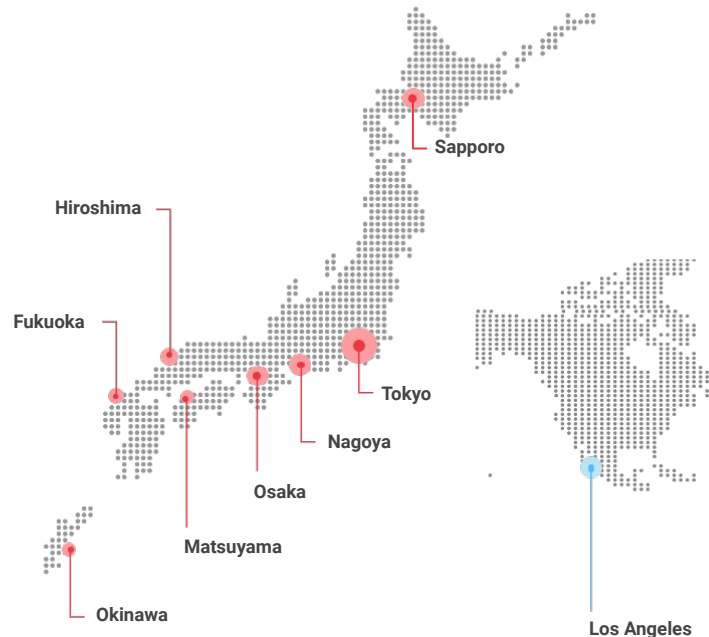 Sapporo
Hiroshima
Fukuoka
Tokyo
Nagoya
Osaka
Matsuyama
Okinawa
Los Angeles